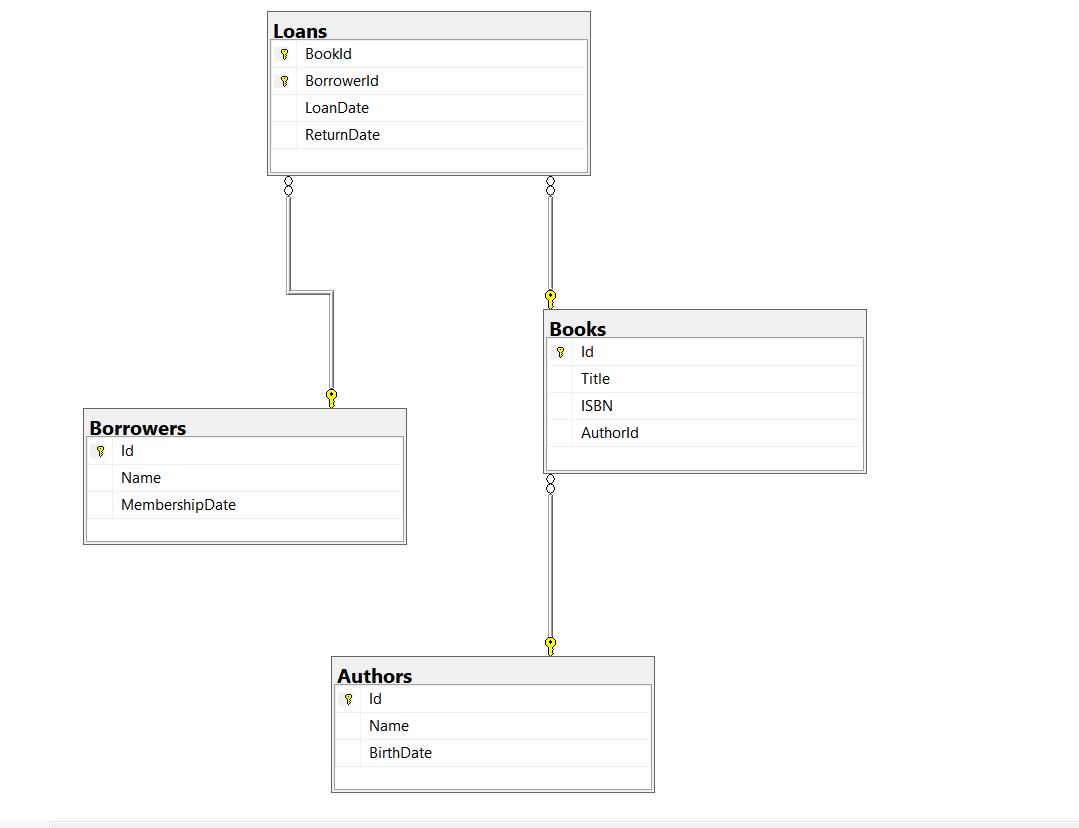 Loans
BookId
BorrowerId
LoanDate
ReturnDate
Books
Id
Title
ISBN
AuthorId
Borrowers
Id
Name
MembershipDate
Authors
Id
Name
BirthDate